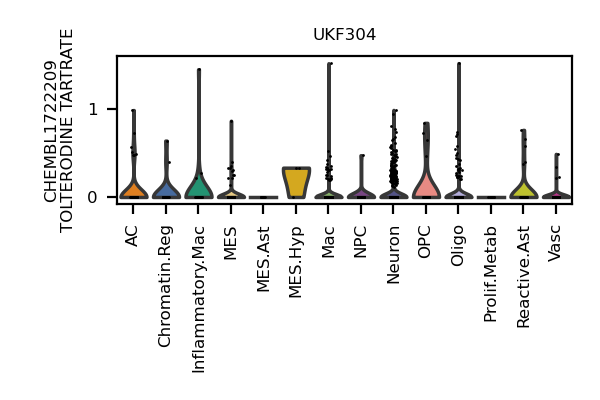 UKF304
CHEMBL1722209
TOLTERODINE TARTRATE
1
0
AC
Chromatin.Reg
Inflammatory.Mac
MES
MES.Ast
MES.Hyp
Mac
NPC
Neuron
OPC
Oligo
Prolif.Metab
Reactive.Ast
Vasc